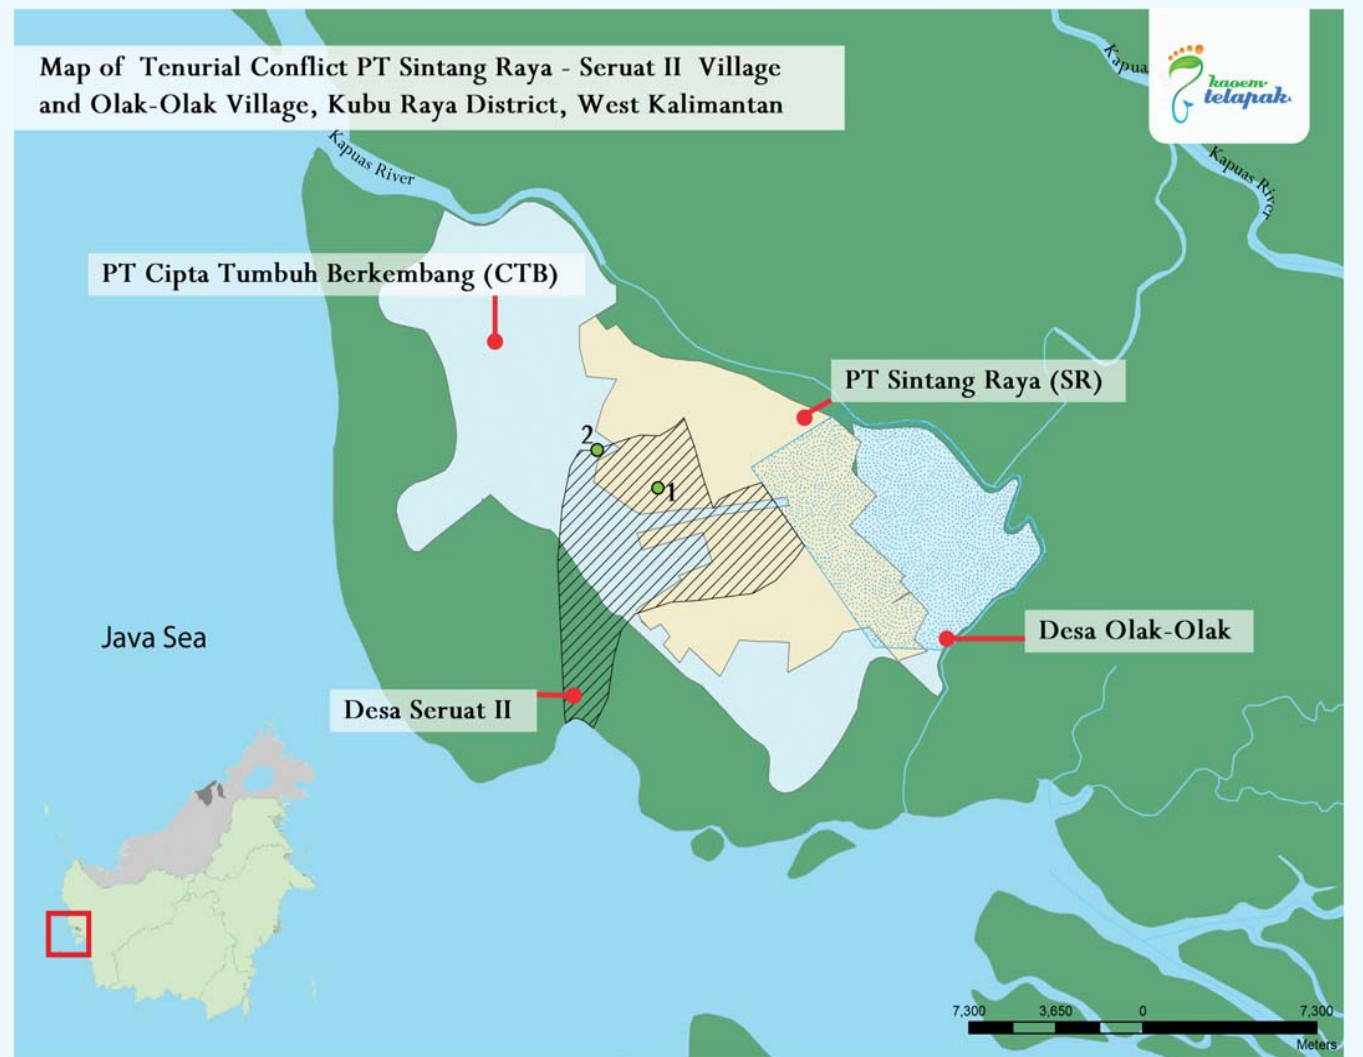 Map of Tenurial Conflict PT Sintang Raya - Seruat II Village
and Olak-Olak Village, Kubu Raya District, West Kalimantan
Kapua
kaoem
telapak
Kapuas River
Kapuas River
PT Cipta Tumbuh Berkembang (CTB)
PT Sintang Raya (SR)
2
1
Desa Olak-Olak
Java Sea
Desa Seruat II
7,300 3,650 0 7,300
Meters